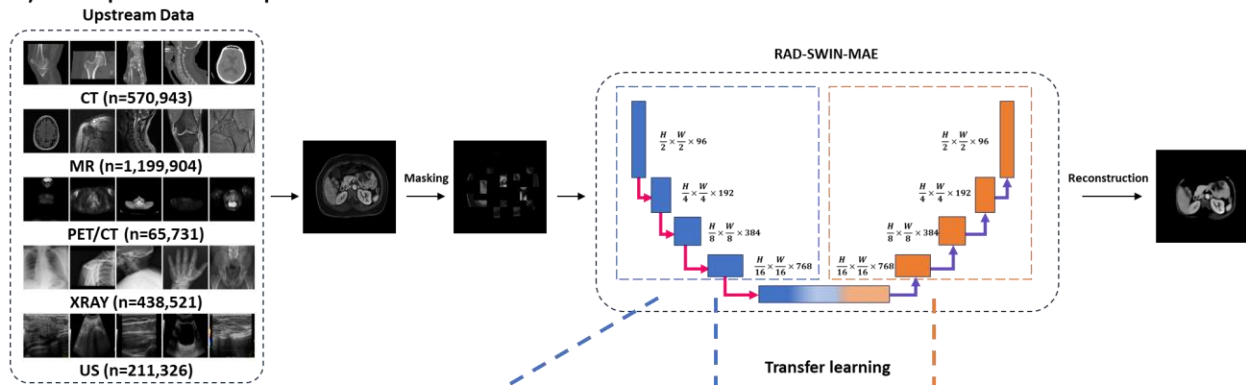 Upstream Data
CT (n=570,943)
MR (n=1,199,904)
PET/CT (n=65,731)
XRAY (n=438,521)
US (n=211,326)
Masking
RAD-SWIN-MAE
H/2 × W/2 × 96
H/4 × W/4 × 192
H/8 × W/8 × 384
H/16 × W/16 × 768
H/2 × W/2 × 96
H/4 × W/4 × 192
H/8 × W/8 × 384
H/16 × W/16 × 768
Reconstruction
Transfer learning